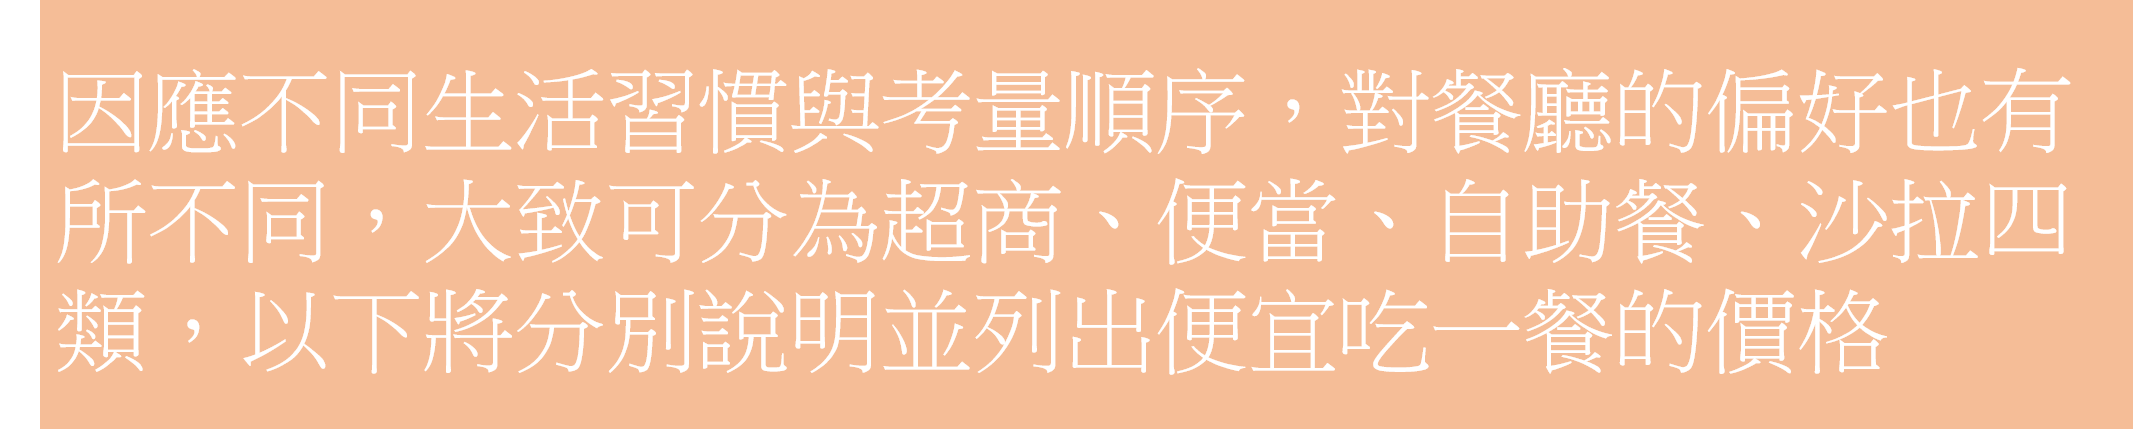 因應不同生活習慣與考量順序，對餐廳的偏好也有
所不同，大致可分為超商、便當、自助餐、沙拉四
類，以下將分別說明並列出便宜吃一餐的價格